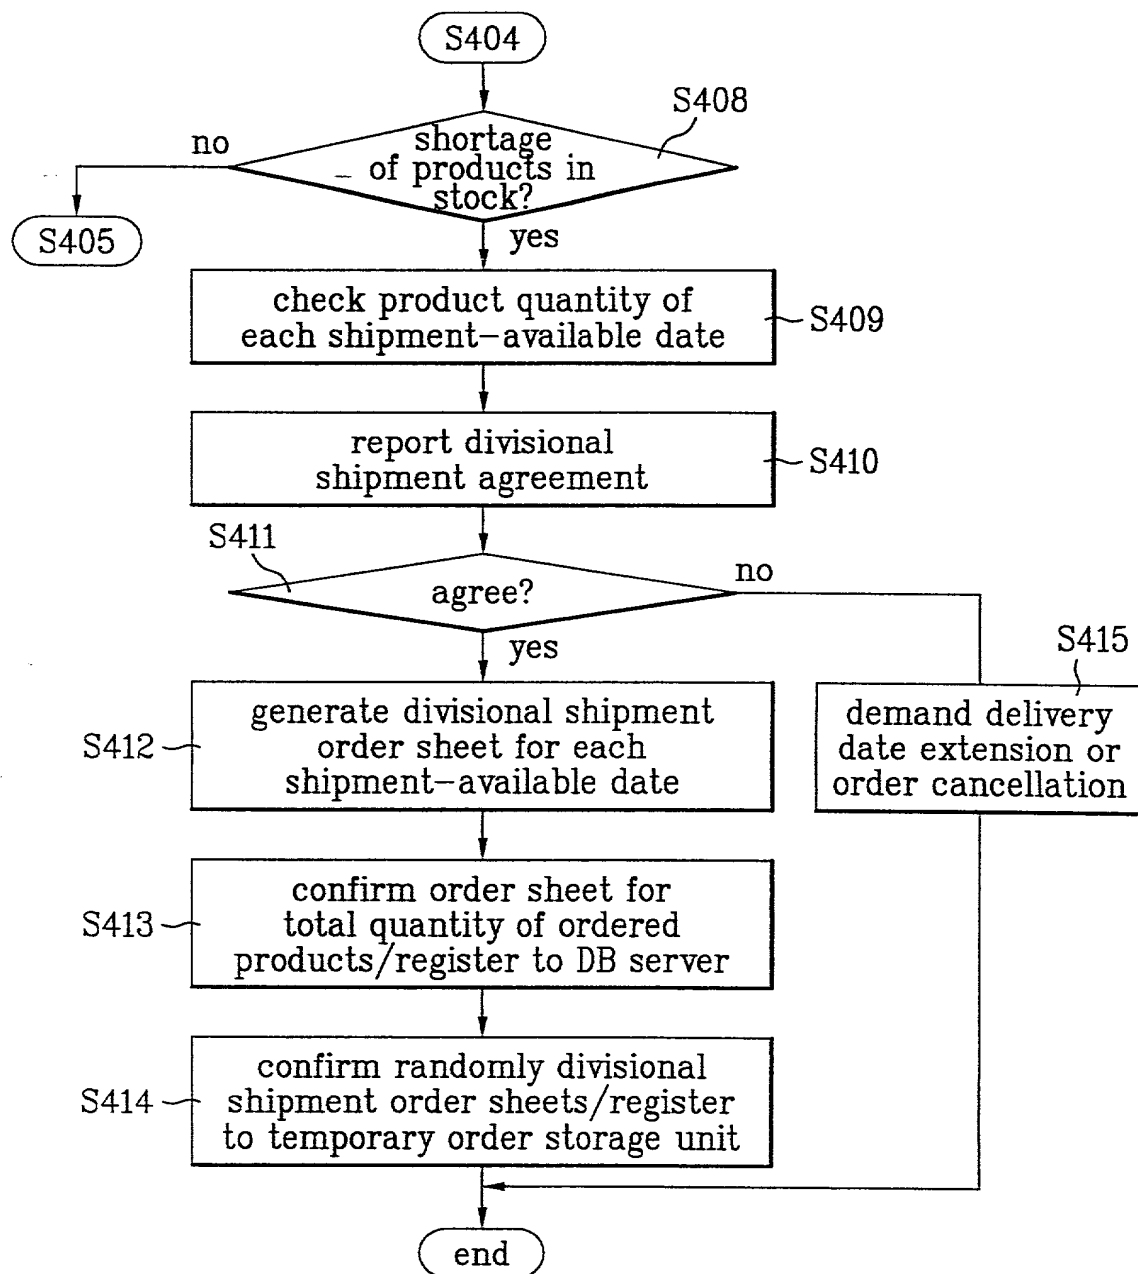 S404
S408
no
shortage
of products in
stock?
S405
yes
check product quantity of
each shipment-available date
S409
report divisional
shipment agreement
S410
S411
agree?
no
yes
S415
generate divisional shipment
order sheet for each
shipment-available date
S412
demand delivery
date extension or
order cancellation
confirm order sheet for
total quantity of ordered
products/register to DB server
S413
confirm randomly divisional
shipment order sheets/register
to temporary order storage unit
S414
end